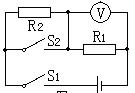 R₂ V
S₂ R₁
S₁